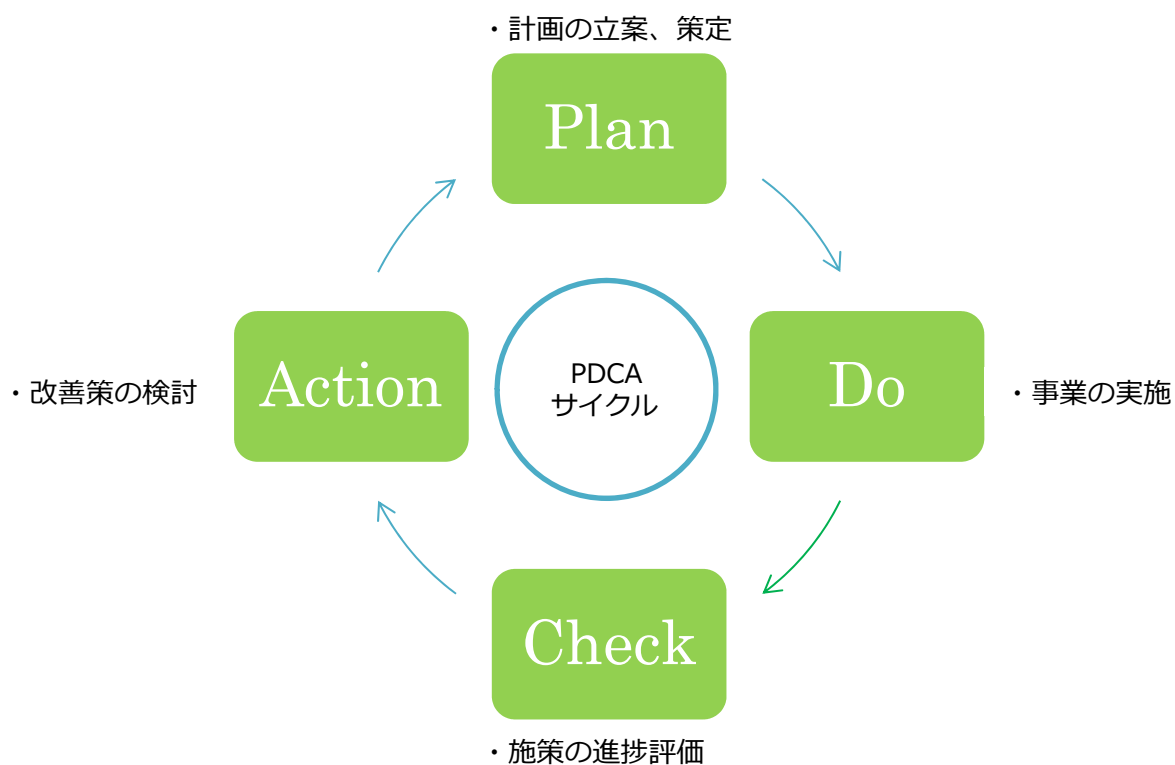 ・計画の立案、策定
Plan
Action
・改善策の検討
PDCA
サイクル
Do
・事業の実施
Check
・施策の進捗評価